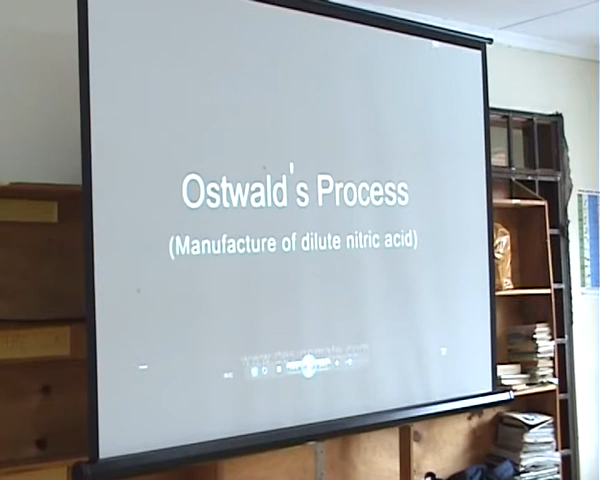 Ostwald's Process
(Manufacture of dilute nitric acid)